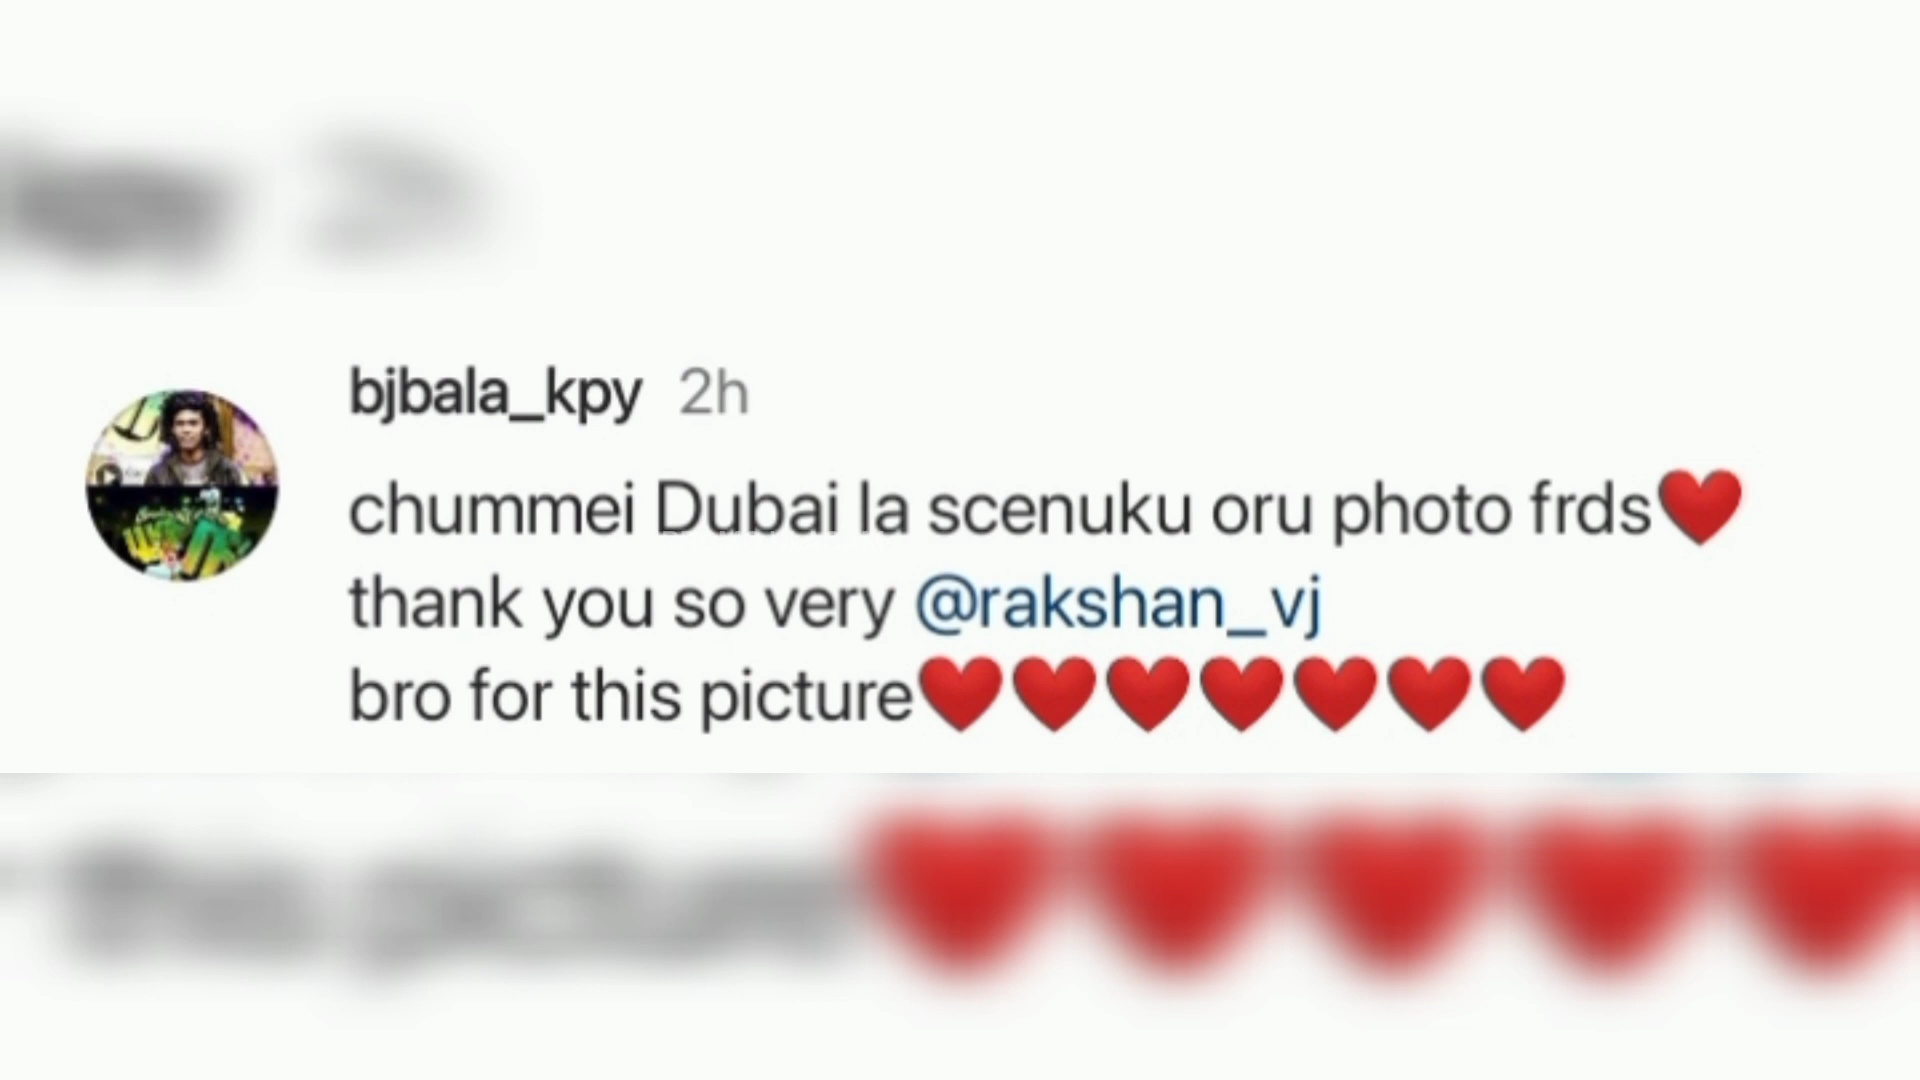 bjbala_kpy 2h
chummei Dubai la scenuku oru photo frds❤️
thank you so very @rakshan_vj
bro for this picture❤️❤️❤️❤️❤️❤️❤️